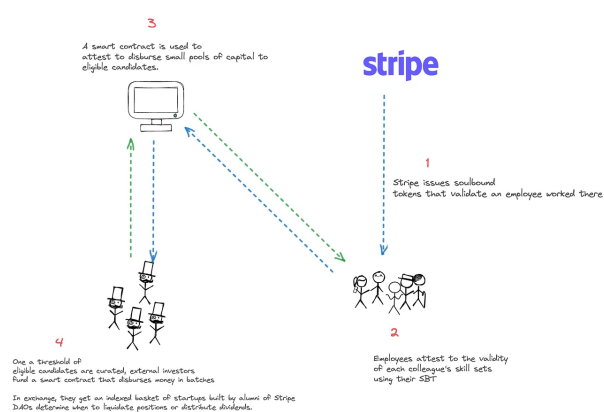 3
A smart contract is used to
attest to disburse small pools of capital to
eligible candidates.
stripe
1
Stripe issues soulbound
tokens that validate an employee worked there
2
Employees attest to the validity
of each colleague's skill sets
using their SBT
4
One a threshold of
eligible candidates are curated, external investors
fund a smart contract that disburses money in batches
In exchange, they get an indexed basket of startups built by alumni of Stripe
DAOs determine when to liquidate positions or distribute dividends.